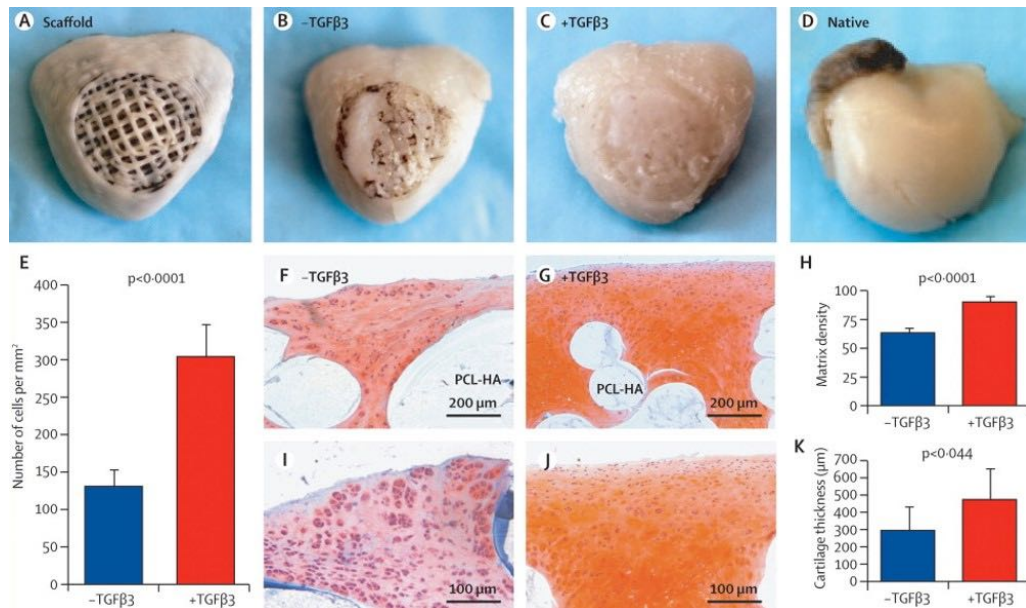 A Scaffold
B –TGFβ3
C +TGFβ3
D Native
E
p<0·0001
Number of cells per mm²
400
350
300
250
200
150
100
50
0
–TGFβ3
+TGFβ3
F –TGFβ3
PCL-HA
200 μm
G +TGFβ3
PCL-HA
200 μm
H
p<0·0001
Matrix density
100
75
50
25
0
–TGFβ3
+TGFβ3
I
100 μm
J
100 μm
K
p<0·044
Cartilage thickness (μm)
700
600
500
400
300
200
100
0
–TGFβ3
+TGFβ3